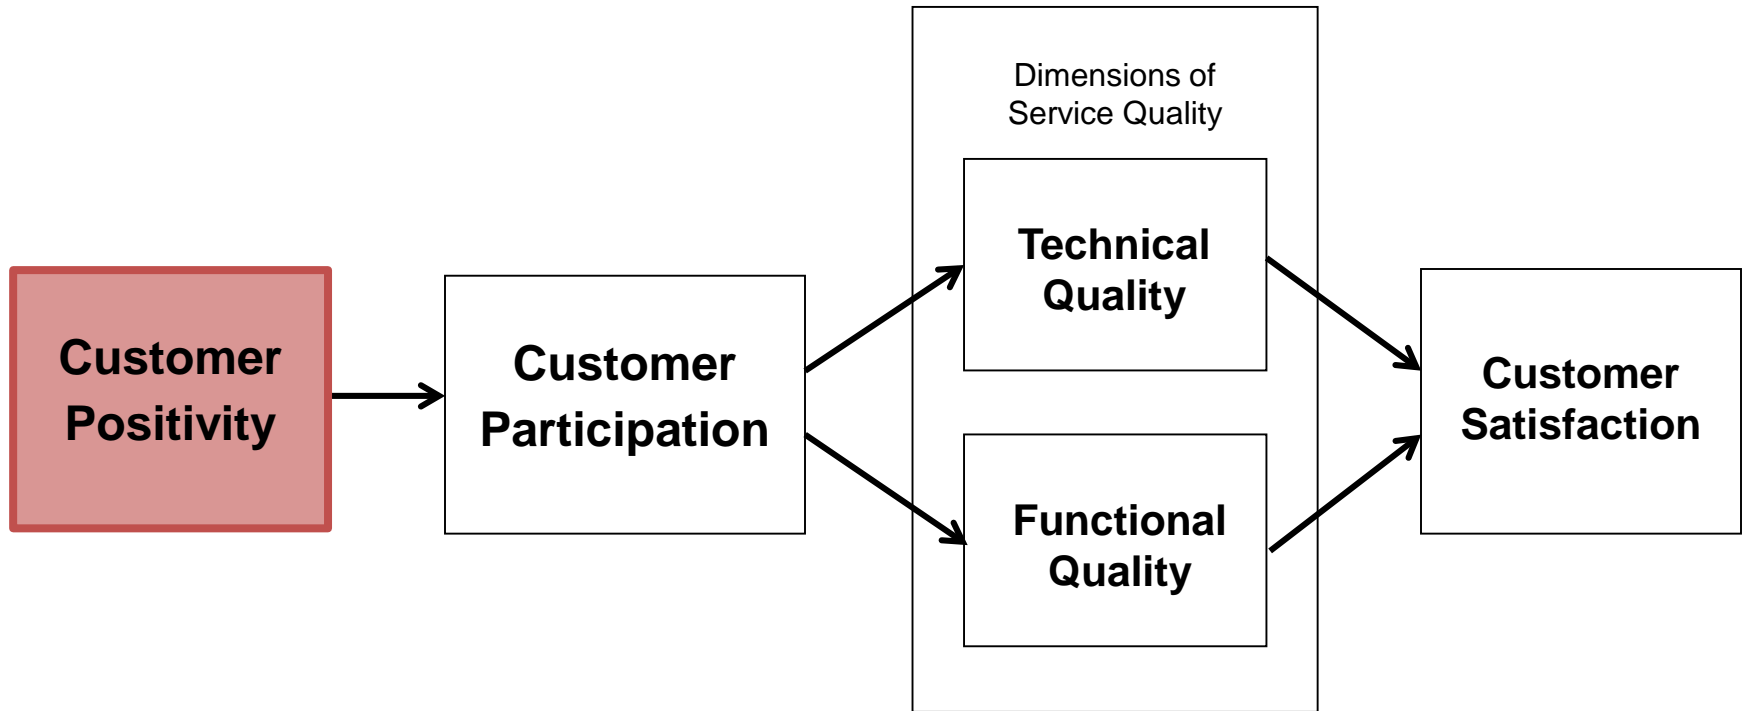 Customer
Positivity
Customer
Participation
Dimensions of
Service Quality
Technical
Quality
Functional
Quality
Customer
Satisfaction